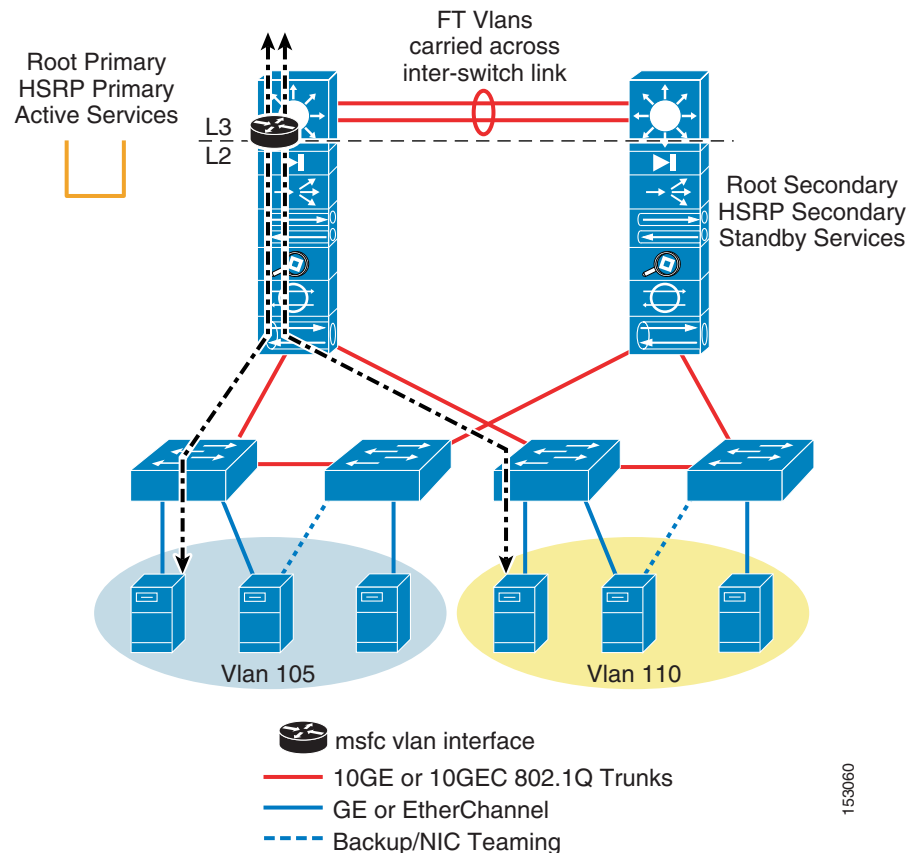 FT Vlans
carried across
inter-switch link
Root Primary
HSRP Primary
Active Services
L3
L2
Root Secondary
HSRP Secondary
Standby Services
Vlan 105
Vlan 110
msfc vlan interface
10GE or 10GEC 802.1Q Trunks
GE or EtherChannel
Backup/NIC Teaming
153060